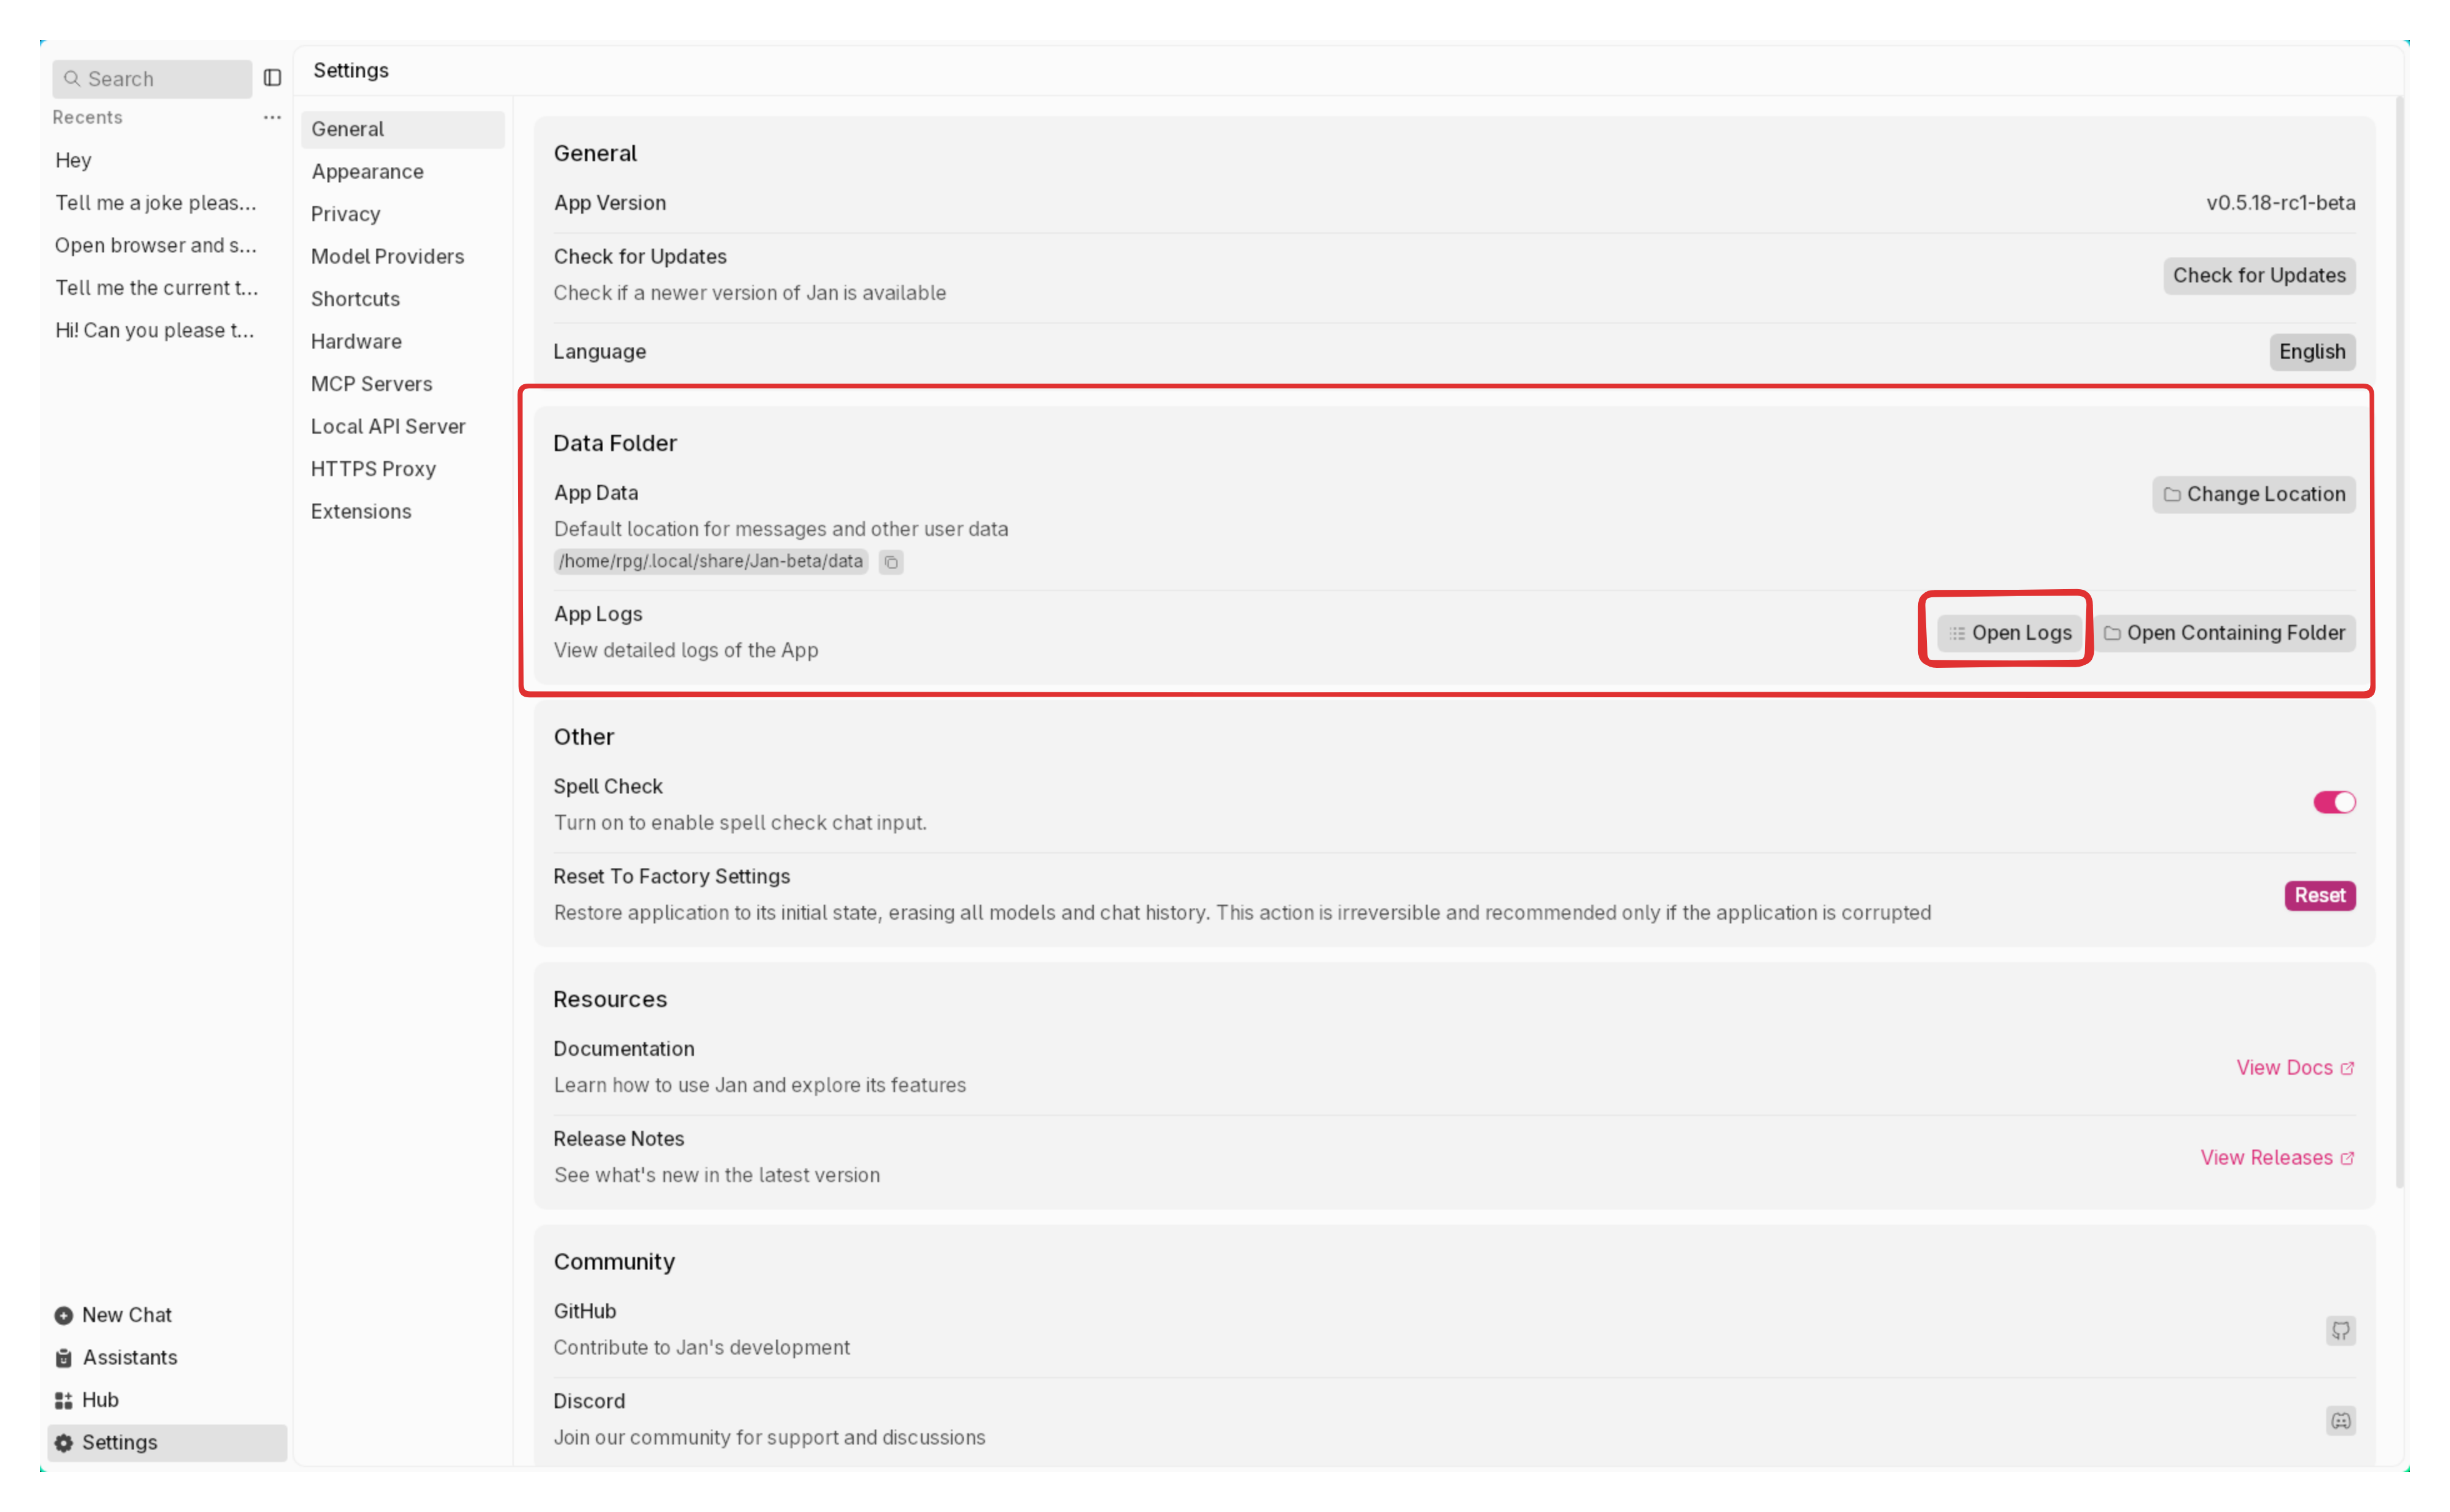 Search
Recents
Hey
Tell me a joke pleas...
Open browser and s...
Tell me the current t...
Hi! Can you please t...
New Chat
Assistants
Hub
Settings
Settings
General
Appearance
Privacy
Model Providers
Shortcuts
Hardware
MCP Servers
Local API Server
HTTPS Proxy
Extensions
General
App Version
v0.5.18-rc1-beta
Check for Updates
Check if a newer version of Jan is available
Check for Updates
Language
English
Data Folder
App Data
Default location for messages and other user data
/home/rpg/.local/share/Jan-beta/data
Change Location
App Logs
View detailed logs of the App
Open Logs
Open Containing Folder
Other
Spell Check
Turn on to enable spell check chat input.
Reset To Factory Settings
Restore application to its initial state, erasing all models and chat history. This action is irreversible and recommended only if the application is corrupted
Reset
Resources
Documentation
Learn how to use Jan and explore its features
View Docs
Release Notes
See what's new in the latest version
View Releases
Community
GitHub
Contribute to Jan's development
Discord
Join our community for support and discussions